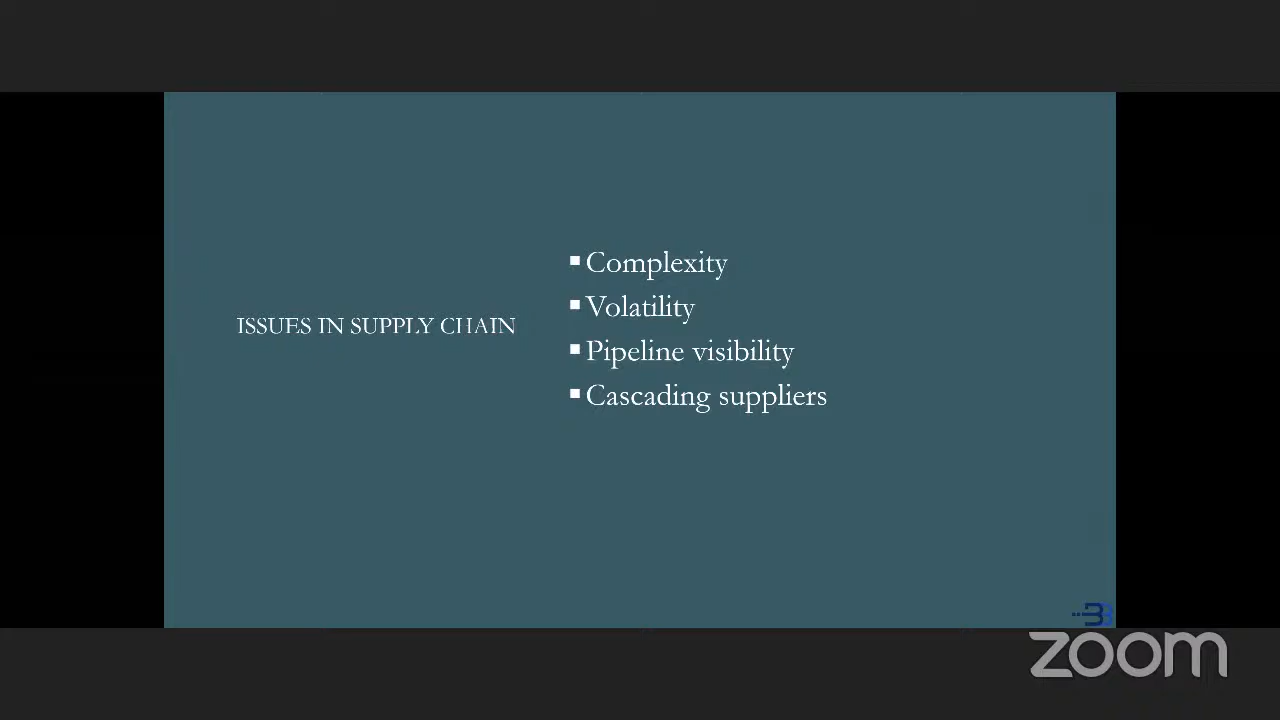 ISSUES IN SUPPLY CHAIN
▪ Complexity
▪ Volatility
▪ Pipeline visibility
▪ Cascading suppliers
zoom